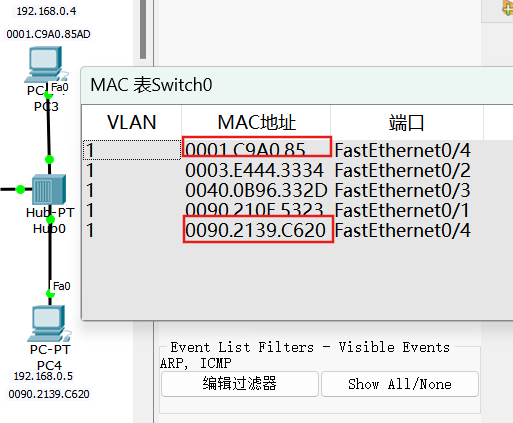 192.168.0.4
0001.C9A0.85AD
Fa0
PC3
Hub-PT
Hub0
Fa0
PC-PT
PC4
192.168.0.5
0090.2139.C620
MAC 表Switch0
VLAN MAC地址 端口
1 0001.C9A0.85 FastEthernet0/4
1 0003.E444.3334 FastEthernet0/2
1 0040.0B96.332D FastEthernet0/3
1 0090.210E.5323 FastEthernet0/1
1 0090.2139.C620 FastEthernet0/4
Event List Filters - Visible Events
ARP, ICMP
编辑过滤器 Show All/None